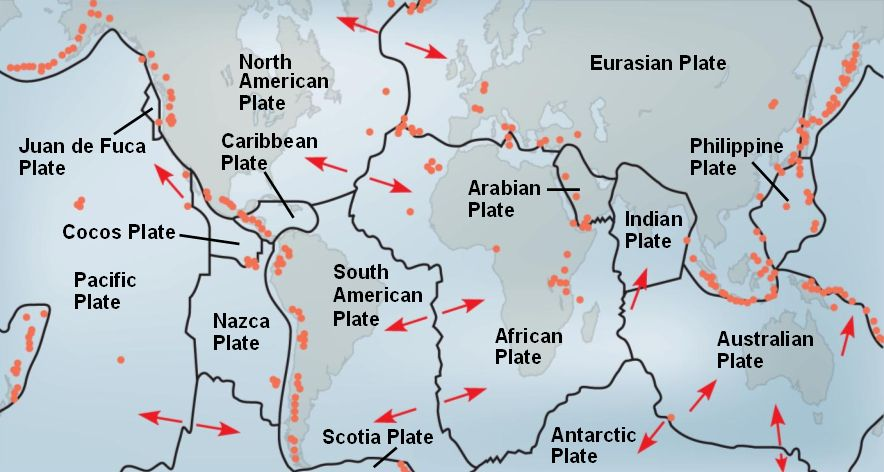 North
American
Plate
Eurasian Plate
Juan de Fuca
Plate
Caribbean
Plate
Philippine
Plate
Arabian
Plate
Indian
Plate
Cocos Plate
Pacific
Plate
South
American
Plate
Nazca
Plate
African
Plate
Australian
Plate
Scotia Plate
Antarctic
Plate